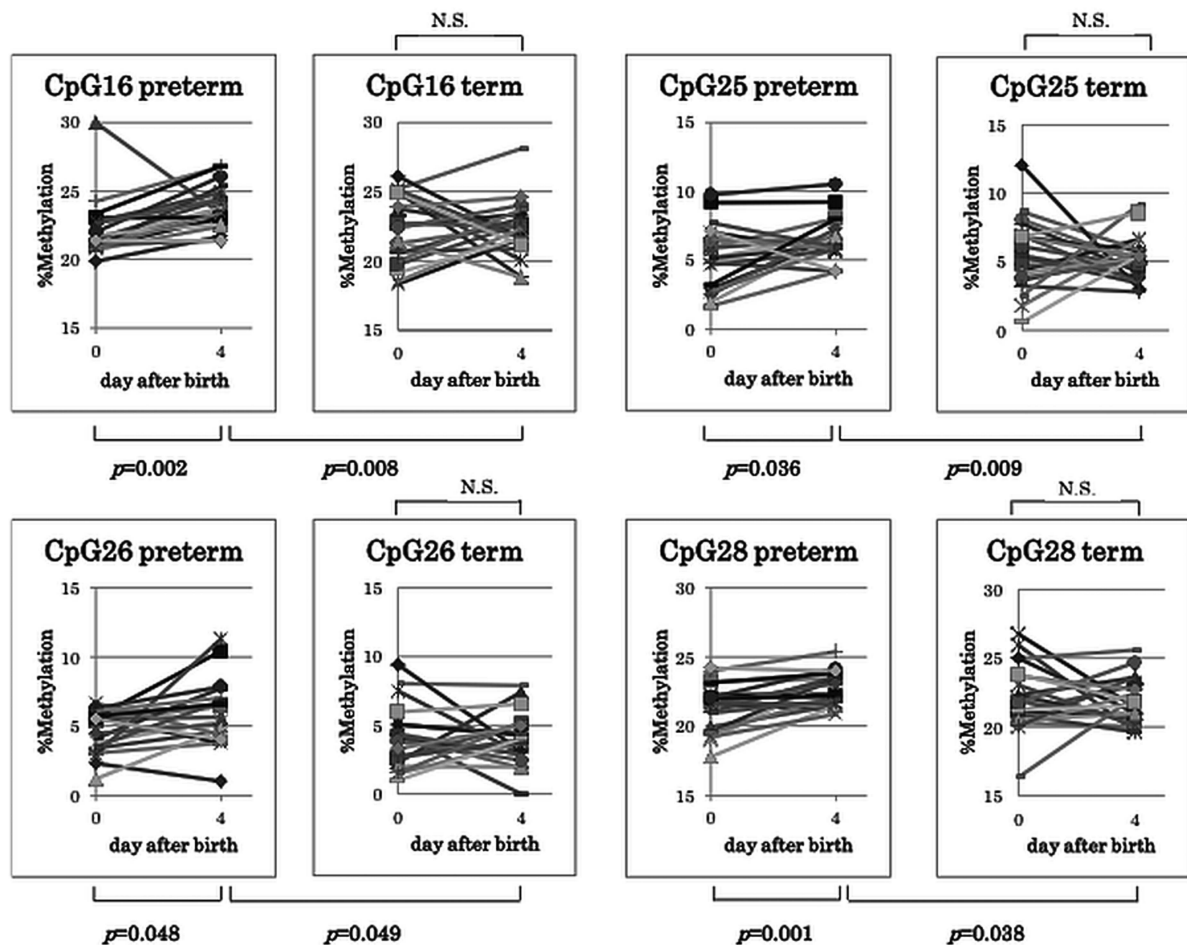 N.S.
N.S.
CpG16 preterm
30
25
20
15
%Methylation
0
4
day after birth
CpG16 term
30
25
20
15
%Methylation
0
4
day after birth
CpG25 preterm
15
10
5
0
%Methylation
0
4
day after birth
CpG25 term
15
10
5
0
%Methylation
0
4
day after birth
p=0.002
p=0.008
p=0.036
p=0.009
N.S.
N.S.
CpG26 preterm
15
10
5
0
%Methylation
0
4
day after birth
CpG26 term
15
10
5
0
%Methylation
0
4
day after birth
CpG28 preterm
30
25
20
15
%Methylation
0
4
day after birth
CpG28 term
30
25
20
15
%Methylation
0
4
day after birth
p=0.048
p=0.049
p=0.001
p=0.038